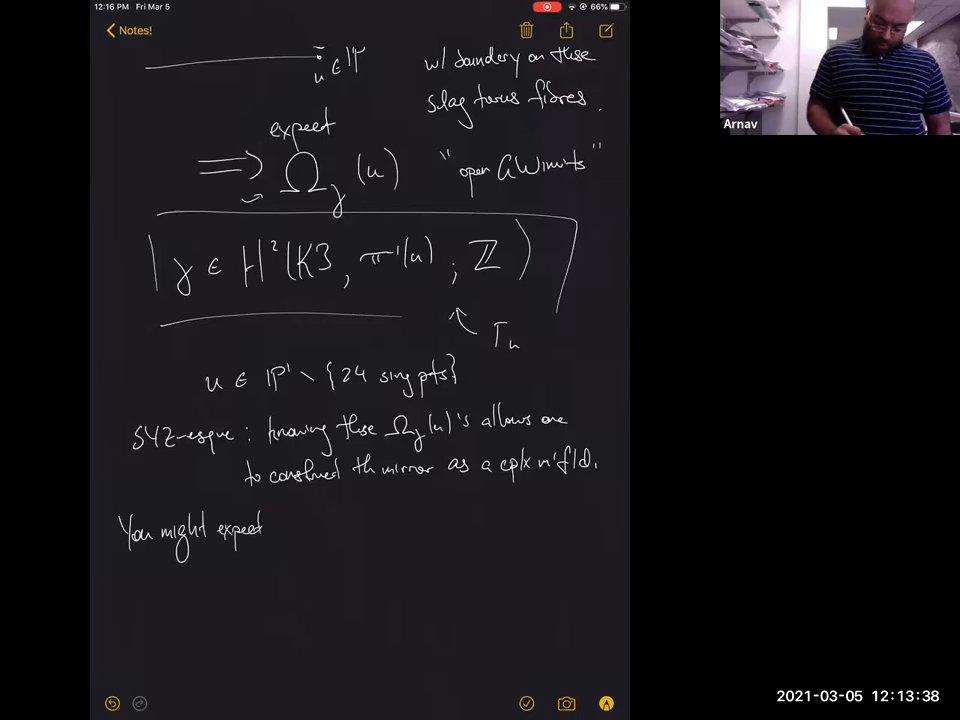 12:16 PM Fri Mar 5
66%
Notes!
u ∈ ℙ¹
w/ boundary on these
slag torus fibres.
expect
⟹ Ω_γ(u) "open GW invts"
γ ∈ H²(K3, π⁻¹(u); ℤ)
T_u
u ∈ ℙ¹ \ {24 sing pts}
SYZ-esque: knowing these Ω_γ(u)'s allows one
to construct th mirror as a cplx m'fld.
You might expect
Arnav
2021-03-05 12:13:38